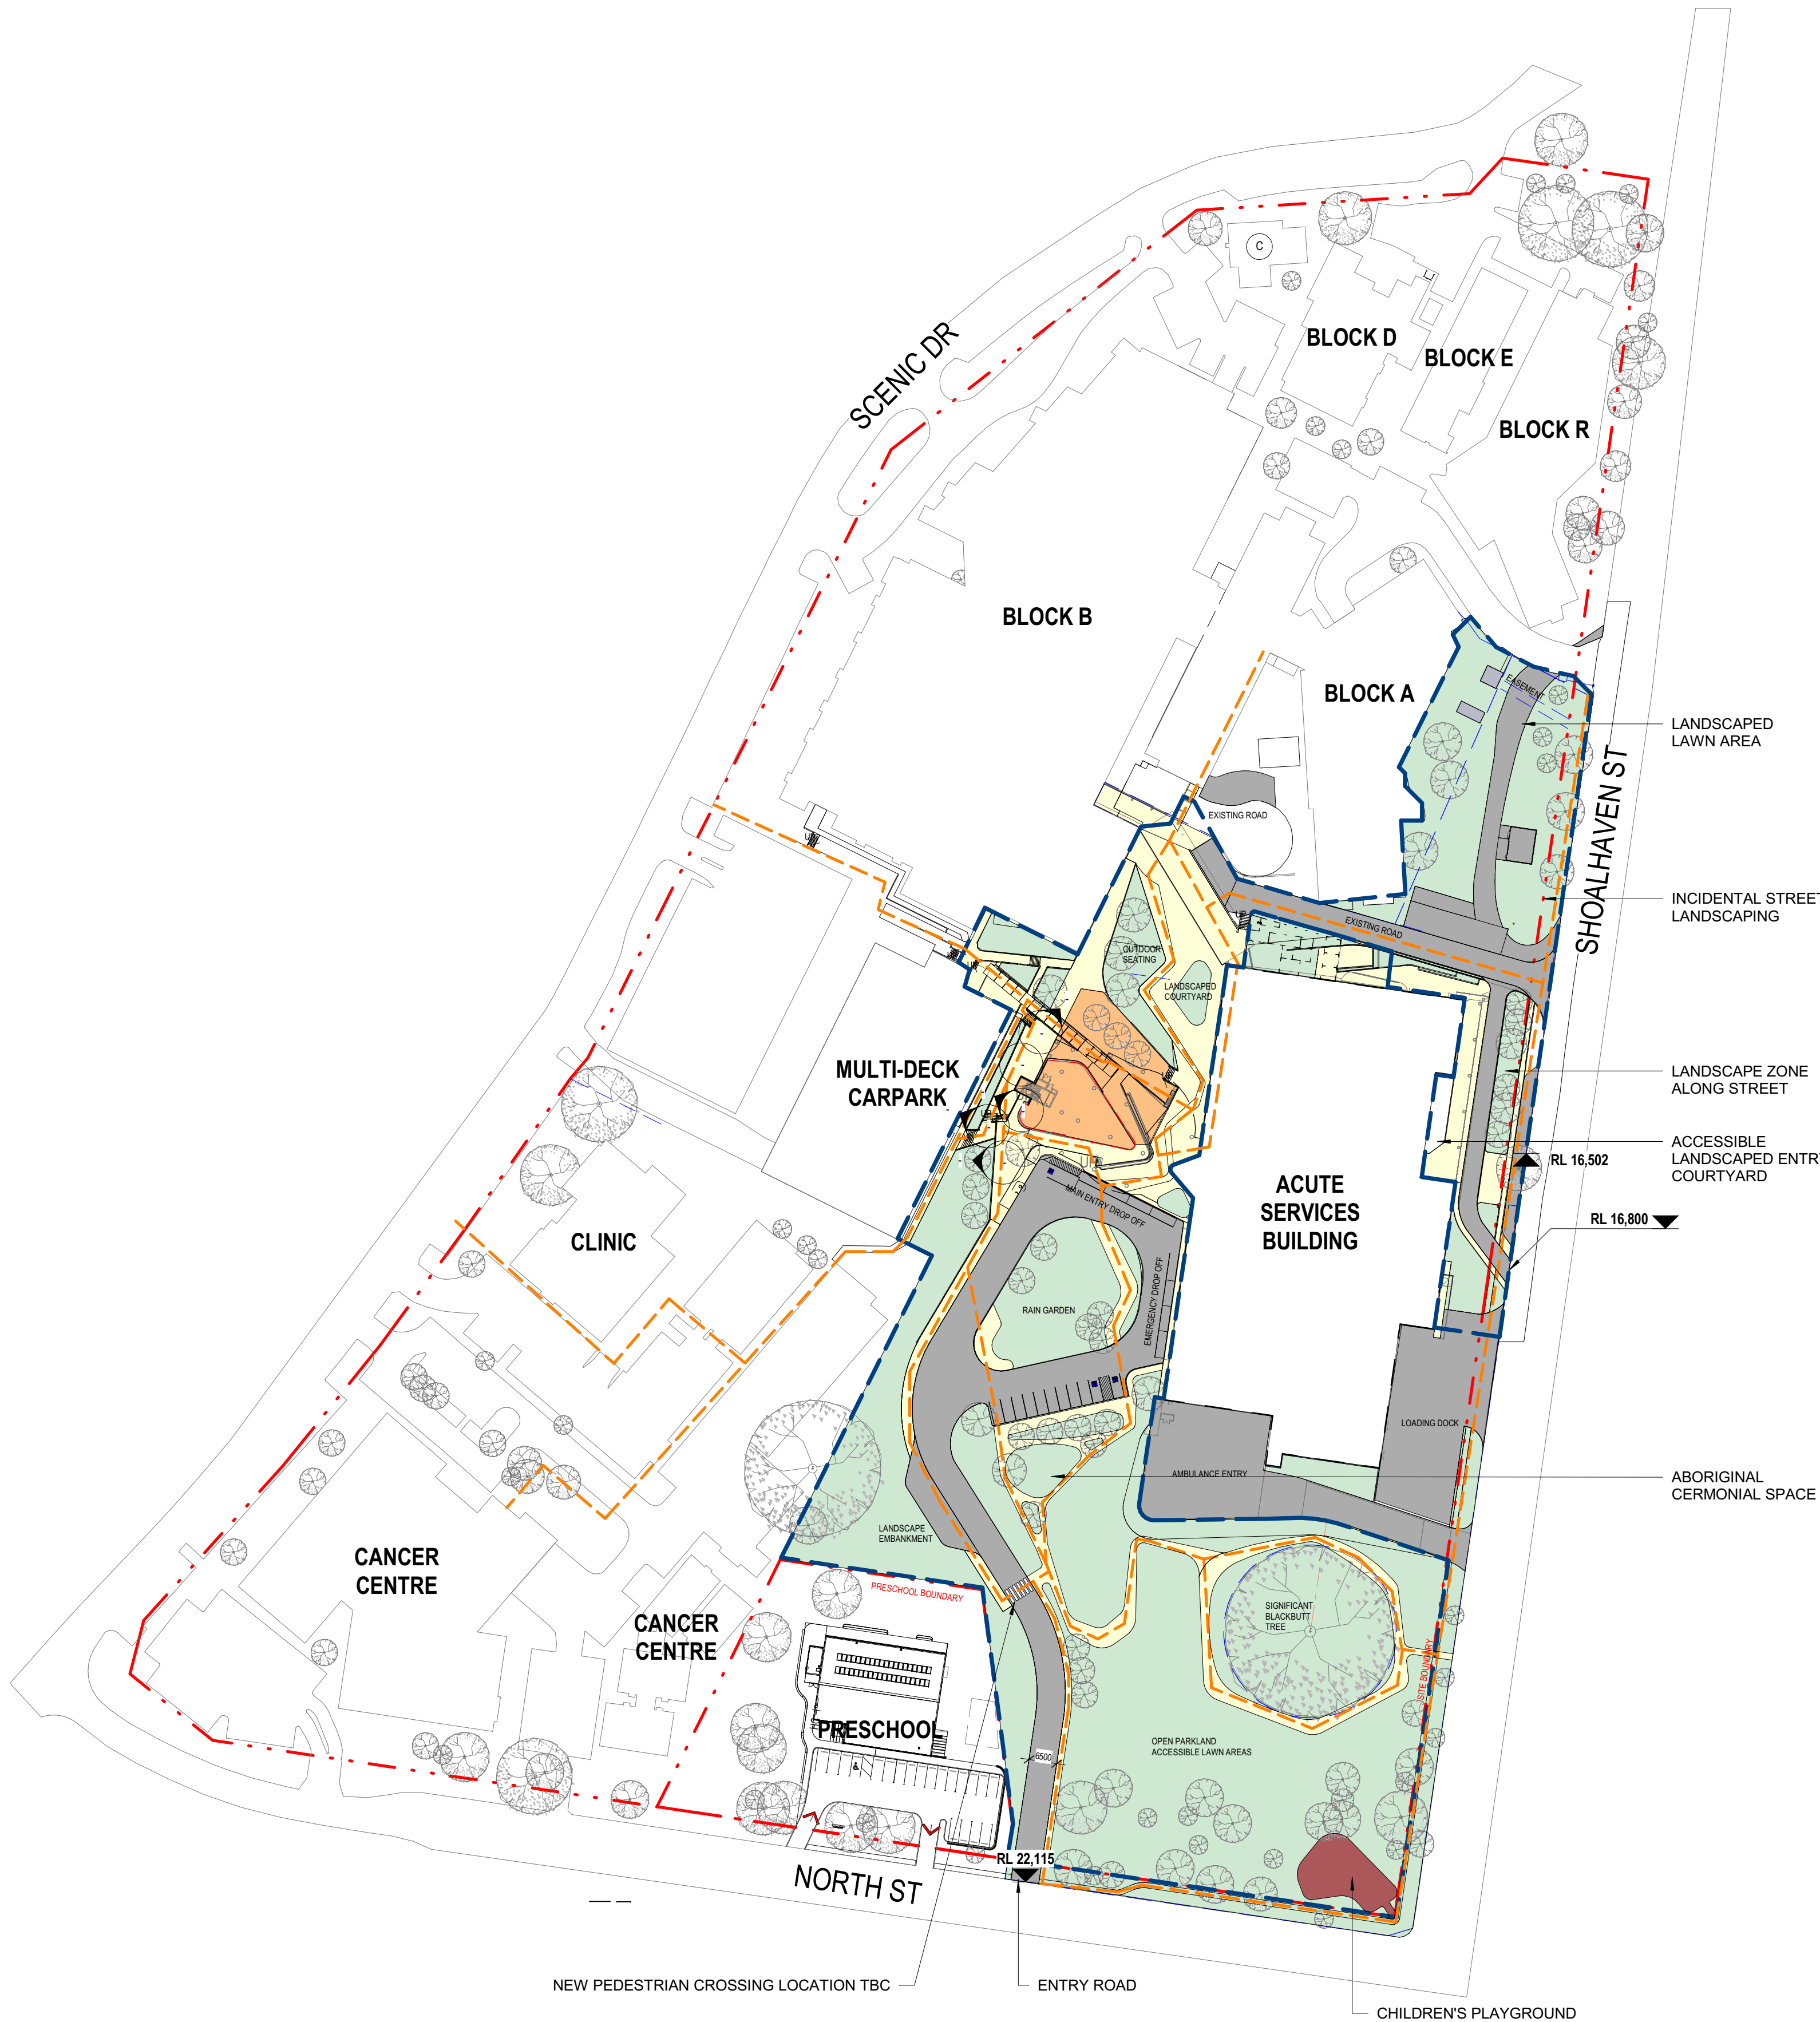 C
SCENIC DR
BLOCK D
BLOCK E
BLOCK R
BLOCK B
BLOCK A
EASEMENT
LANDSCAPED
LAWN AREA
SHOALHAVEN ST
EXISTING ROAD
INCIDENTAL STREET
LANDSCAPING
EXISTING ROAD
UP
UP
UP
OUTDOOR
SEATING
LANDSCAPED
COURTYARD
MULTI-DECK
CARPARK
LANDSCAPE ZONE
ALONG STREET
ACCESSIBLE
LANDSCAPED ENTR
COURTYARD
RL 16,502
ACUTE
SERVICES
BUILDING
RL 16,800
MAIN ENTRY DROP OFF
EMERGENCY DROP OFF
CLINIC
RAIN GARDEN
LOADING DOCK
AMBULANCE ENTRY
ABORIGINAL
CERMONIAL SPACE
LANDSCAPE
EMBANKMENT
CANCER
CENTRE
PRESCHOOL BOUNDARY
SIGNIFICANT
BLACKBUTT
TREE
CANCER
CENTRE
SITE BOUNDARY
PRESCHOOL
OPEN PARKLAND
ACCESSIBLE LAWN AREAS
6500
RL 22,115
NORTH ST
NEW PEDESTRIAN CROSSING LOCATION TBC
ENTRY ROAD
CHILDREN'S PLAYGROUND